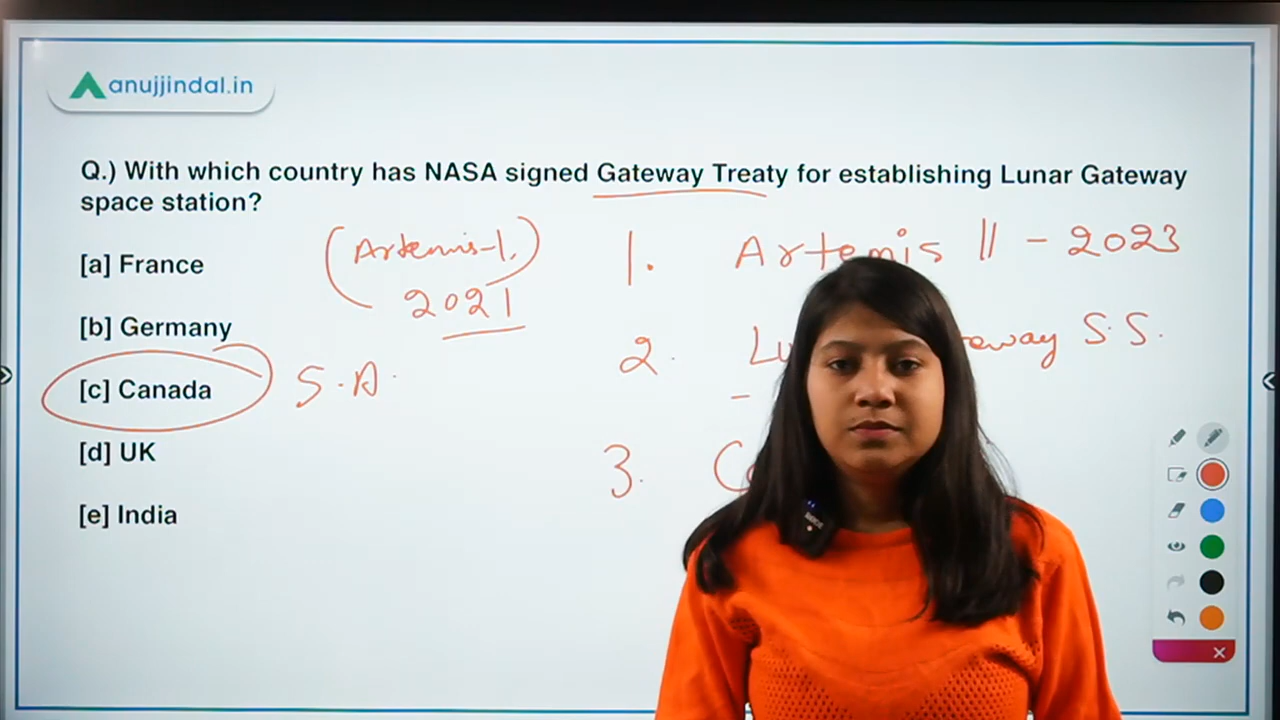 anujjindal.in
Q.) With which country has NASA signed Gateway Treaty for establishing Lunar Gateway
space station?
[a] France
[b] Germany
[c] Canada
[d] UK
[e] India
(Artemis-1,)
2021
S.A.
1. Artemis II - 2023
2. S.S.
3.